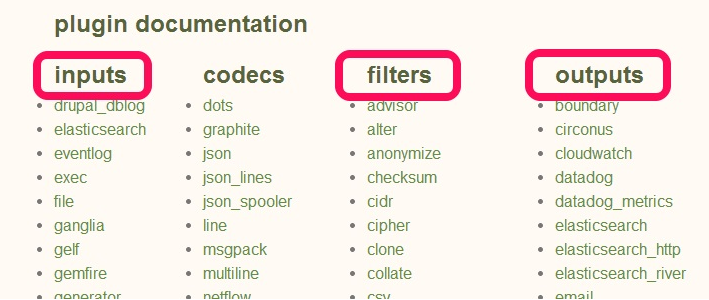 plugin documentation
inputs
drupal_dblog
elasticsearch
eventlog
exec
file
ganglia
gelf
gemfire
generator
codecs
dots
graphite
json
json_lines
json_spooler
line
msgpack
multiline
netflow
filters
advisor
alter
anonymize
checksum
cidr
cipher
clone
collate
csv
outputs
boundary
circonus
cloudwatch
datadog
datadog_metrics
elasticsearch
elasticsearch_http
elasticsearch_river
email